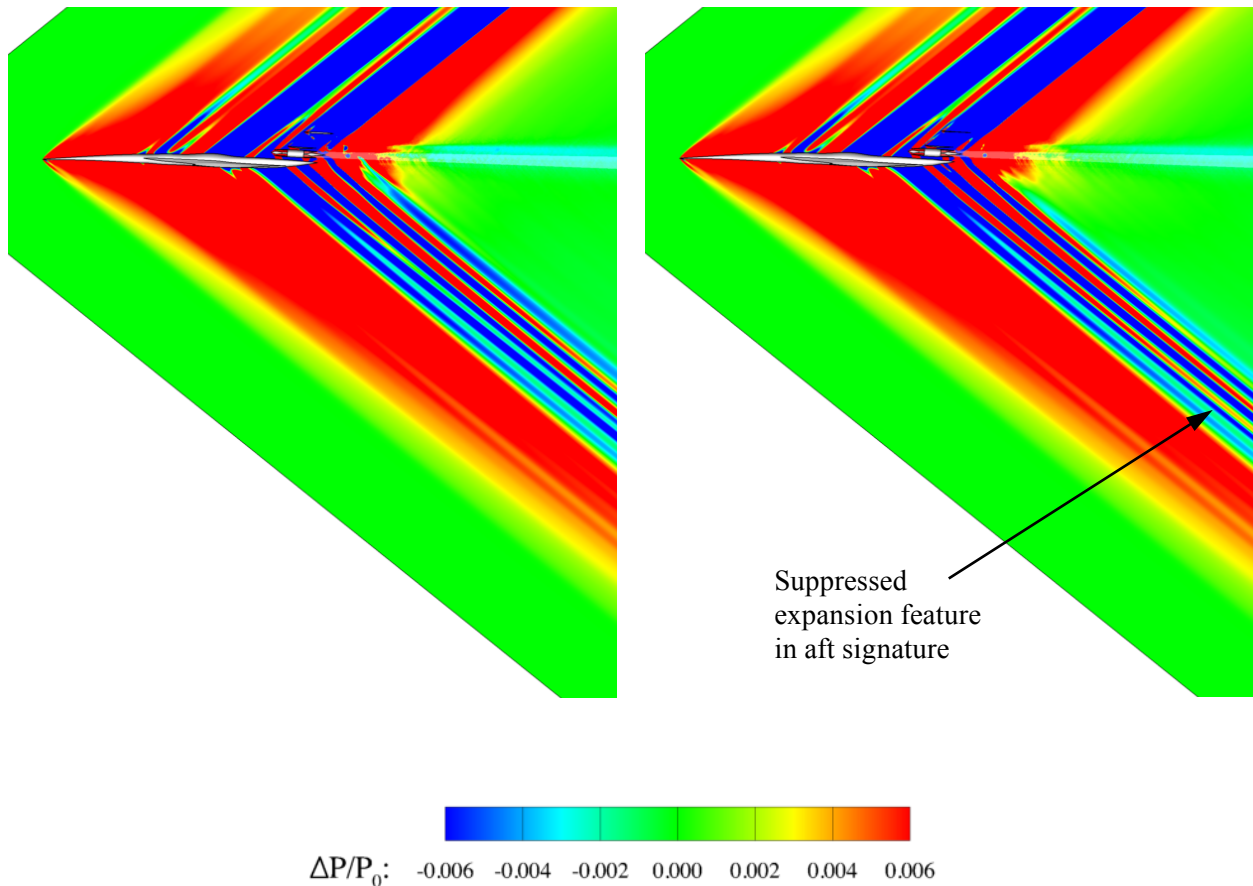 Suppressed
expansion feature
in aft signature
ΔP/P₀: -0.006 -0.004 -0.002 0.000 0.002 0.004 0.006